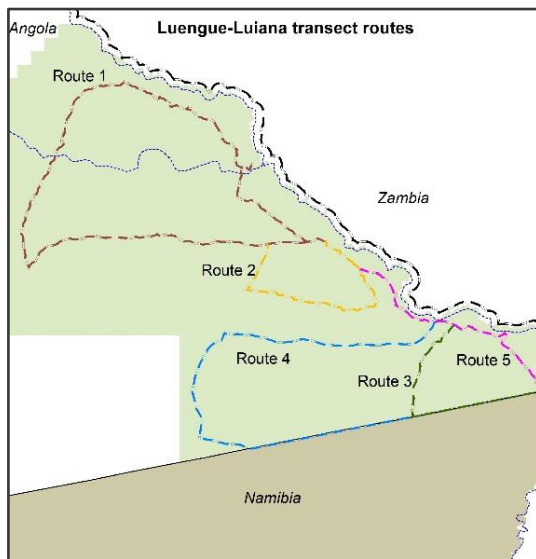 Angola
Luengue-Luiana transect routes
Route 1
Zambia
Route 2
Route 4
Route 3
Route 5
Namibia